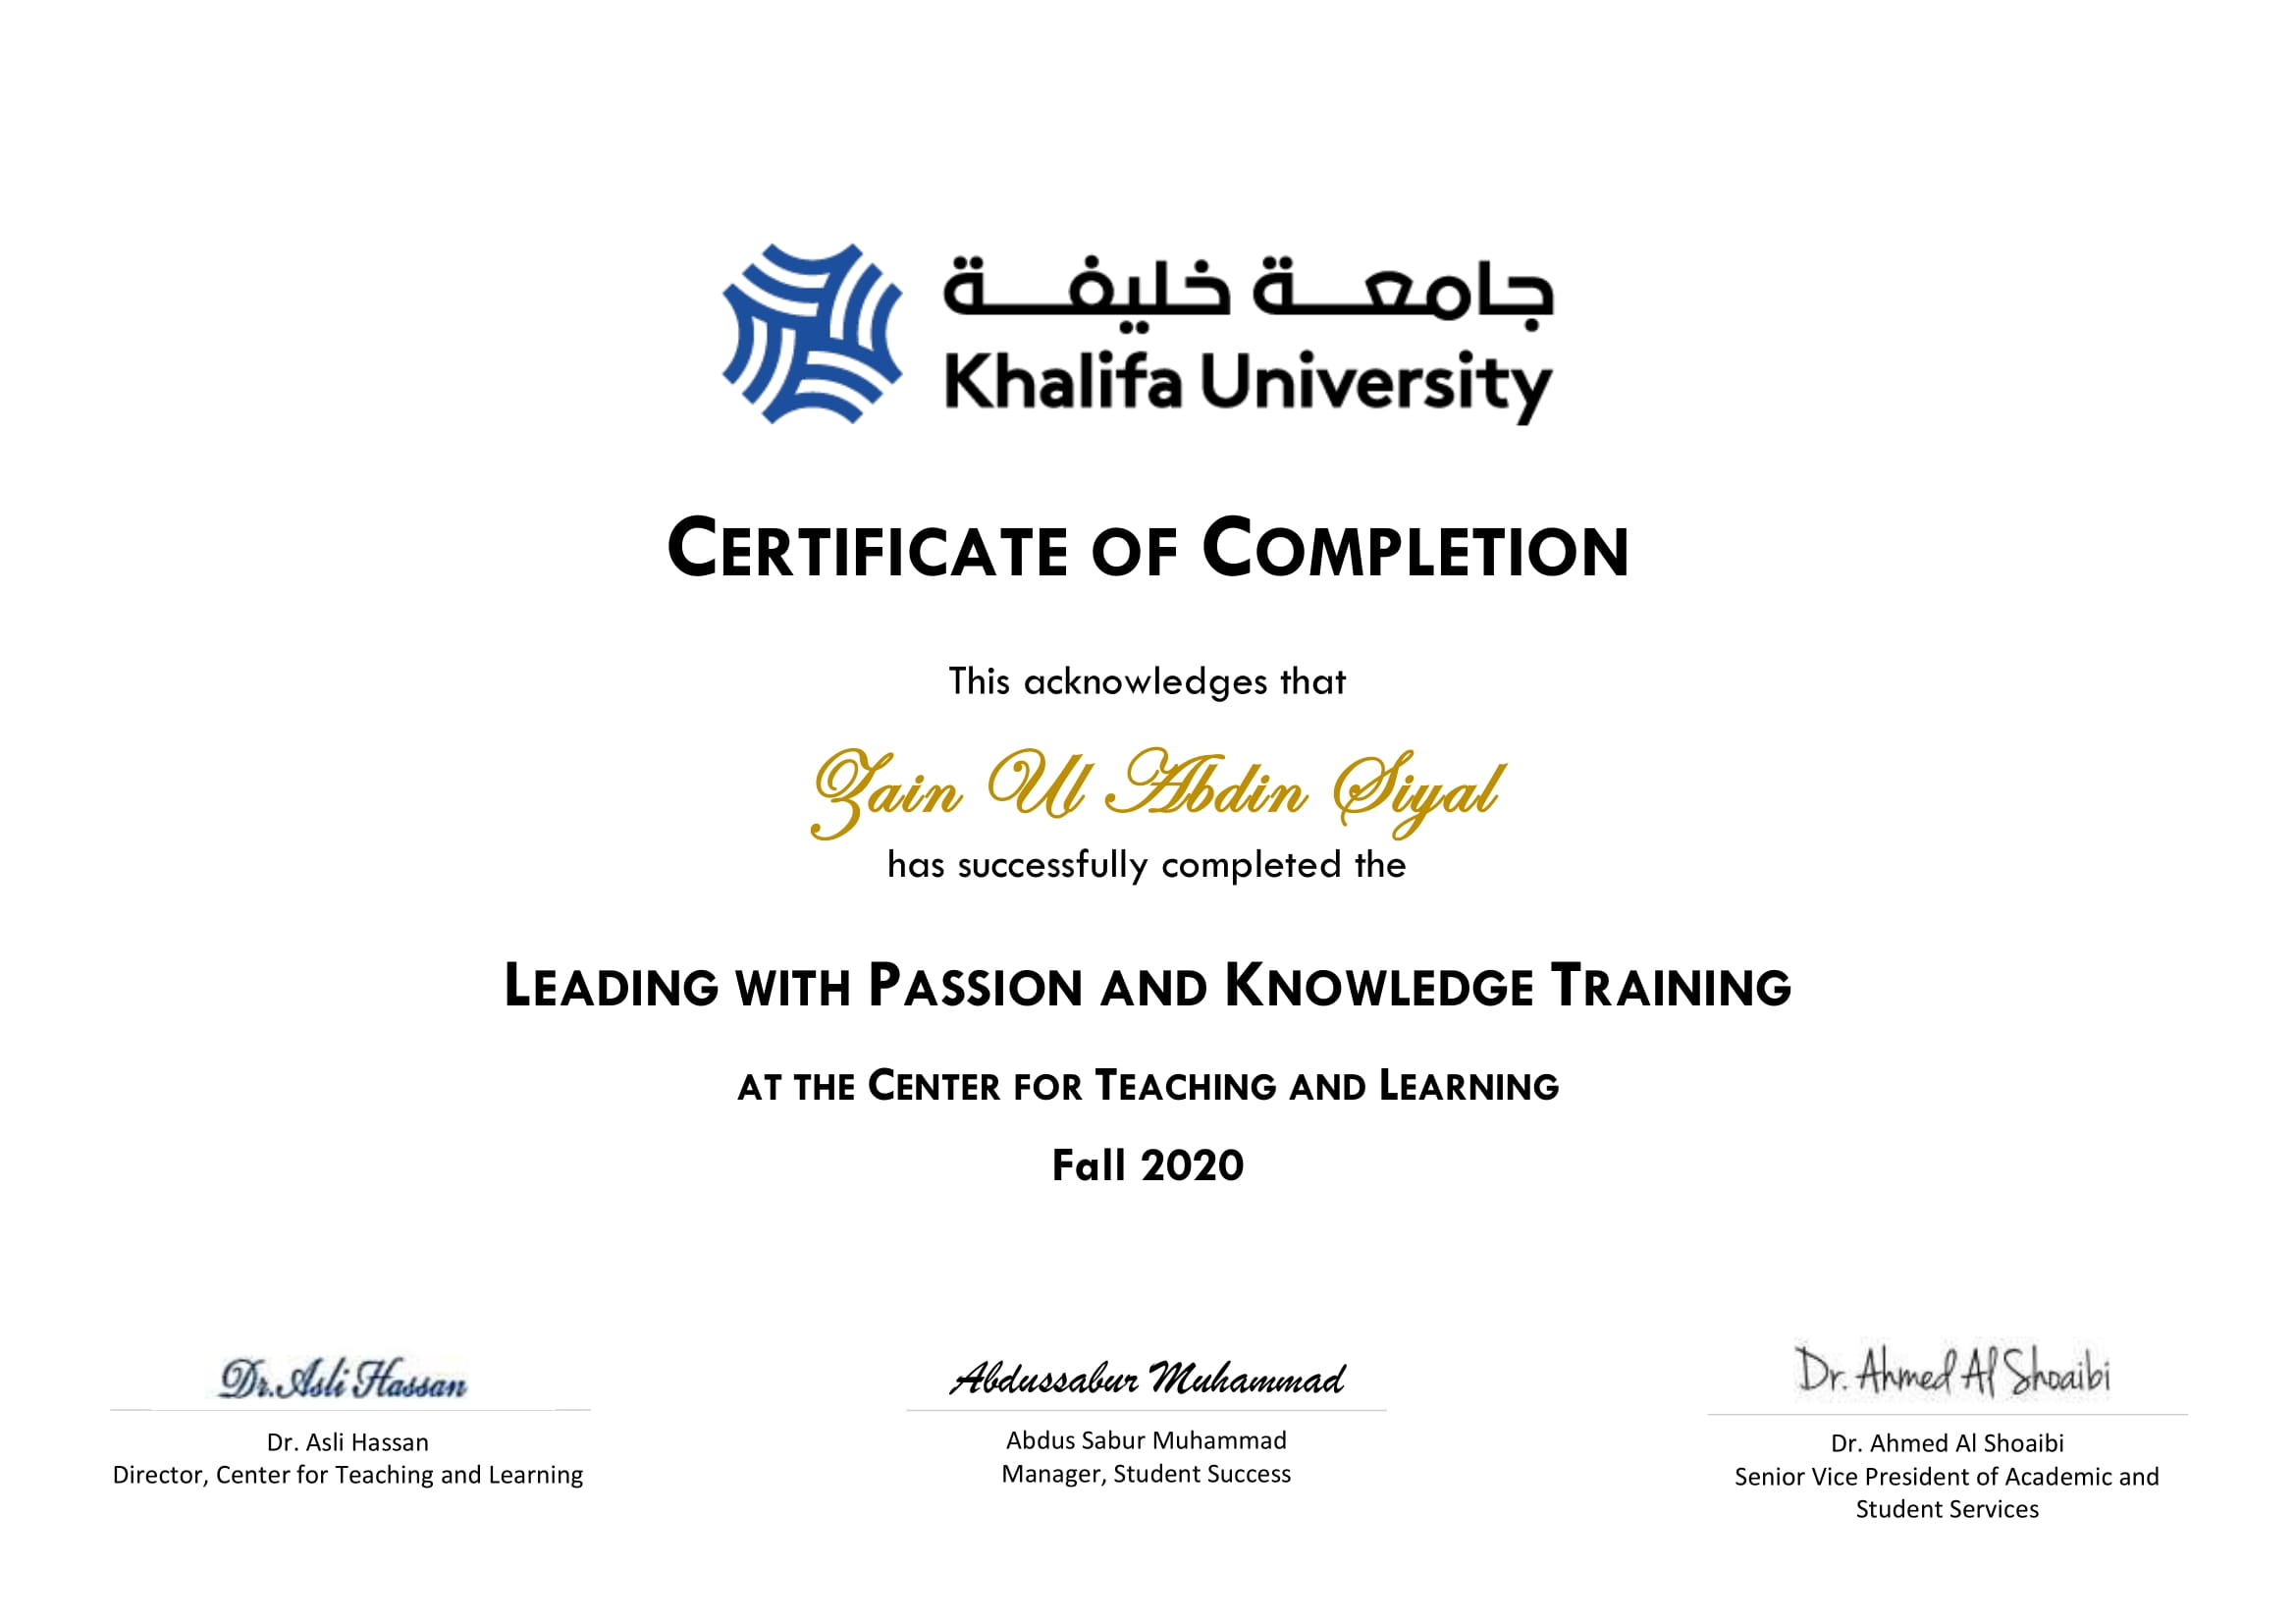 جامعة خليفة
Khalifa University
CERTIFICATE OF COMPLETION
This acknowledges that
Zain Ul Abdin Siyal
has successfully completed the
LEADING WITH PASSION AND KNOWLEDGE TRAINING
AT THE CENTER FOR TEACHING AND LEARNING
Fall 2020
Dr. Asli Hassan
Dr. Asli Hassan
Director, Center for Teaching and Learning
Abdussabur Muhammad
Abdus Sabur Muhammad
Manager, Student Success
Dr. Ahmed Al Shoaibi
Dr. Ahmed Al Shoaibi
Senior Vice President of Academic and
Student Services